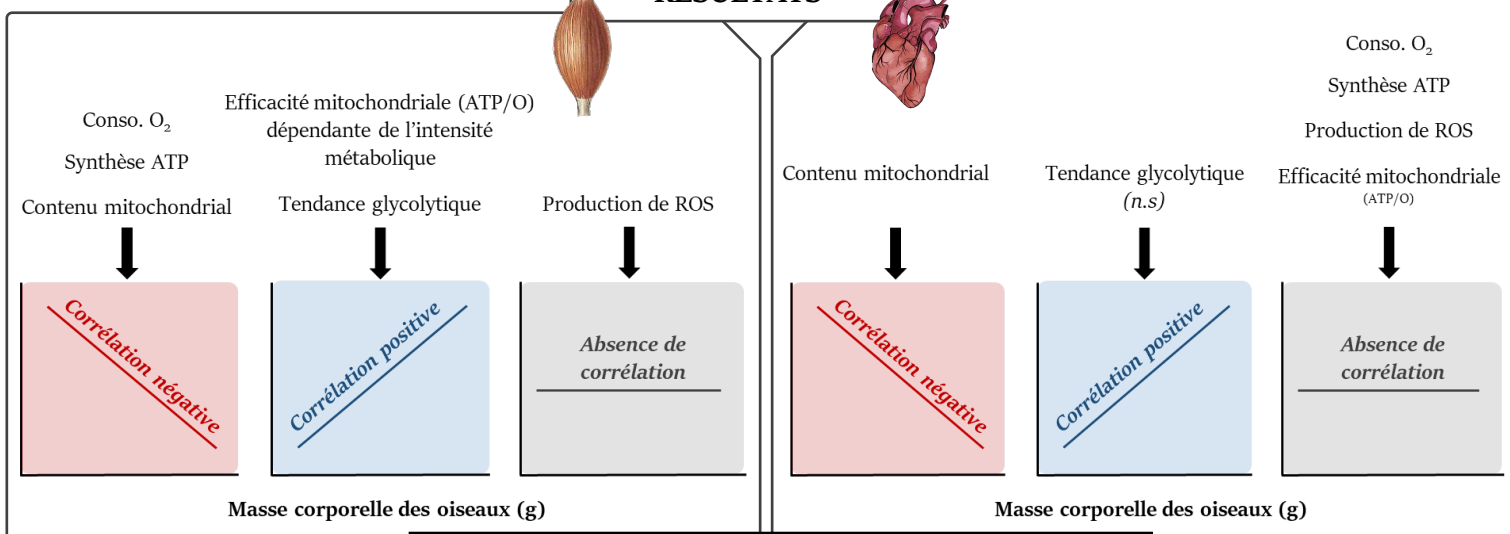 RÉSULTATS
Conso. O₂
Synthèse ATP
Contenu mitochondrial
Efficacité mitochondriale (ATP/O)
dépendante de l'intensité
métabolique
Tendance glycolytique
Production de ROS
Corrélation négative
Corrélation positive
Absence de
corrélation
Masse corporelle des oiseaux (g)
Contenu mitochondrial
Tendance glycolytique
(n.s)
Conso. O₂
Synthèse ATP
Production de ROS
Efficacité mitochondriale
(ATP/O)
Corrélation négative
Corrélation positive
Absence de
corrélation
Masse corporelle des oiseaux (g)